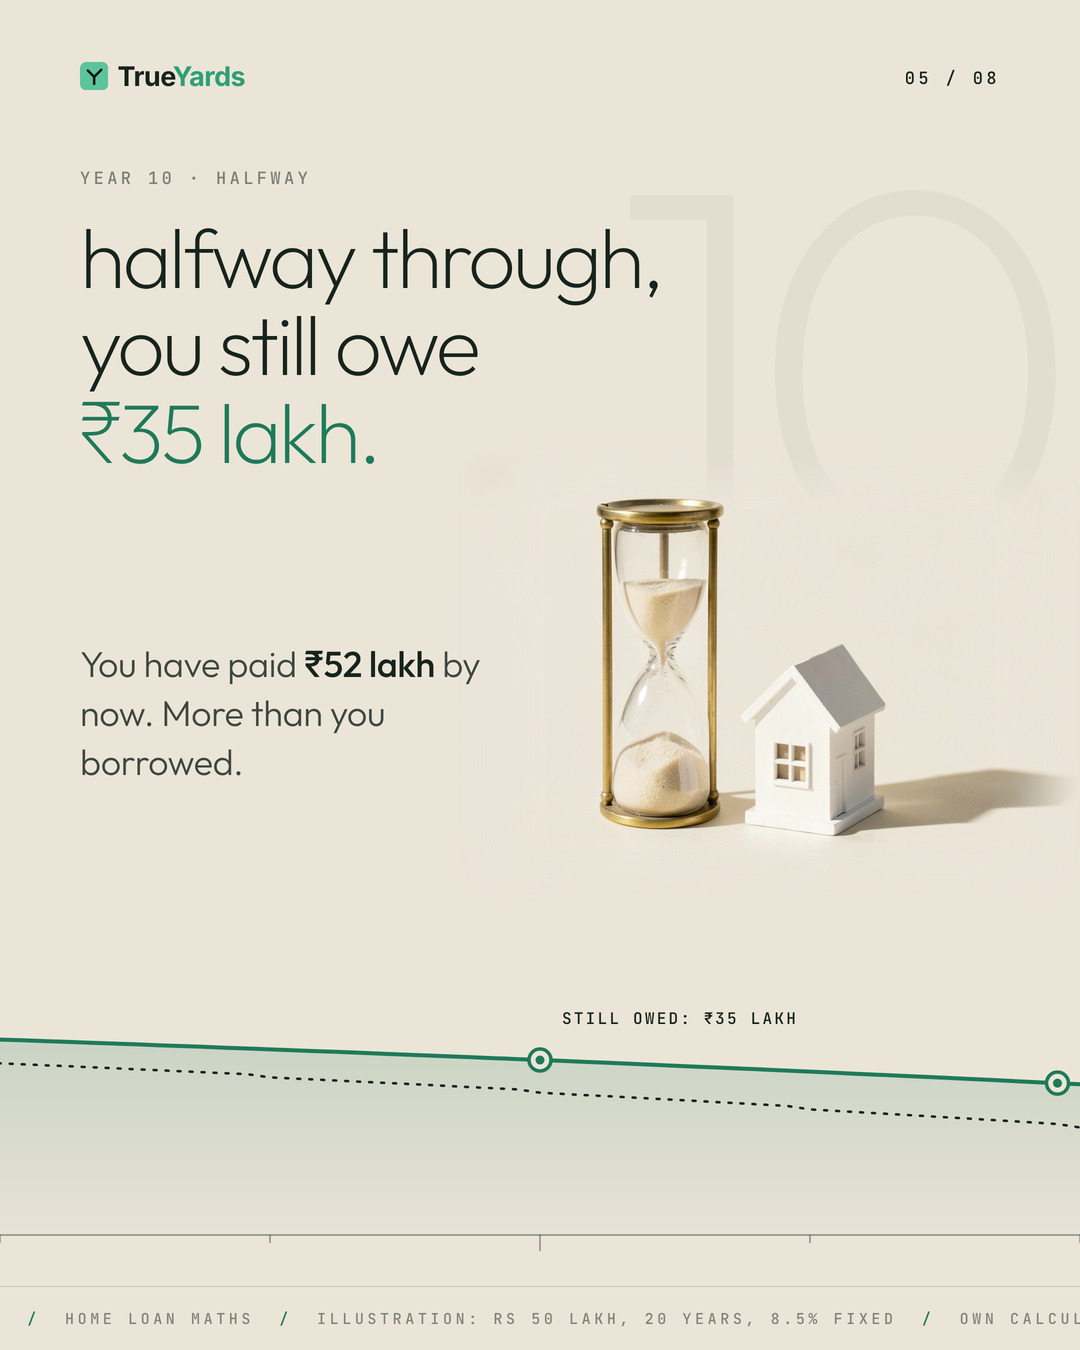 TrueYards
05 / 08
YEAR 10 · HALFWAY
10
halfway through,
you still owe
₹35 lakh.
You have paid ₹52 lakh by
now. More than you
borrowed.
STILL OWED: ₹35 LAKH
/ HOME LOAN MATHS / ILLUSTRATION: RS 50 LAKH, 20 YEARS, 8.5% FIXED / OWN CALCUL